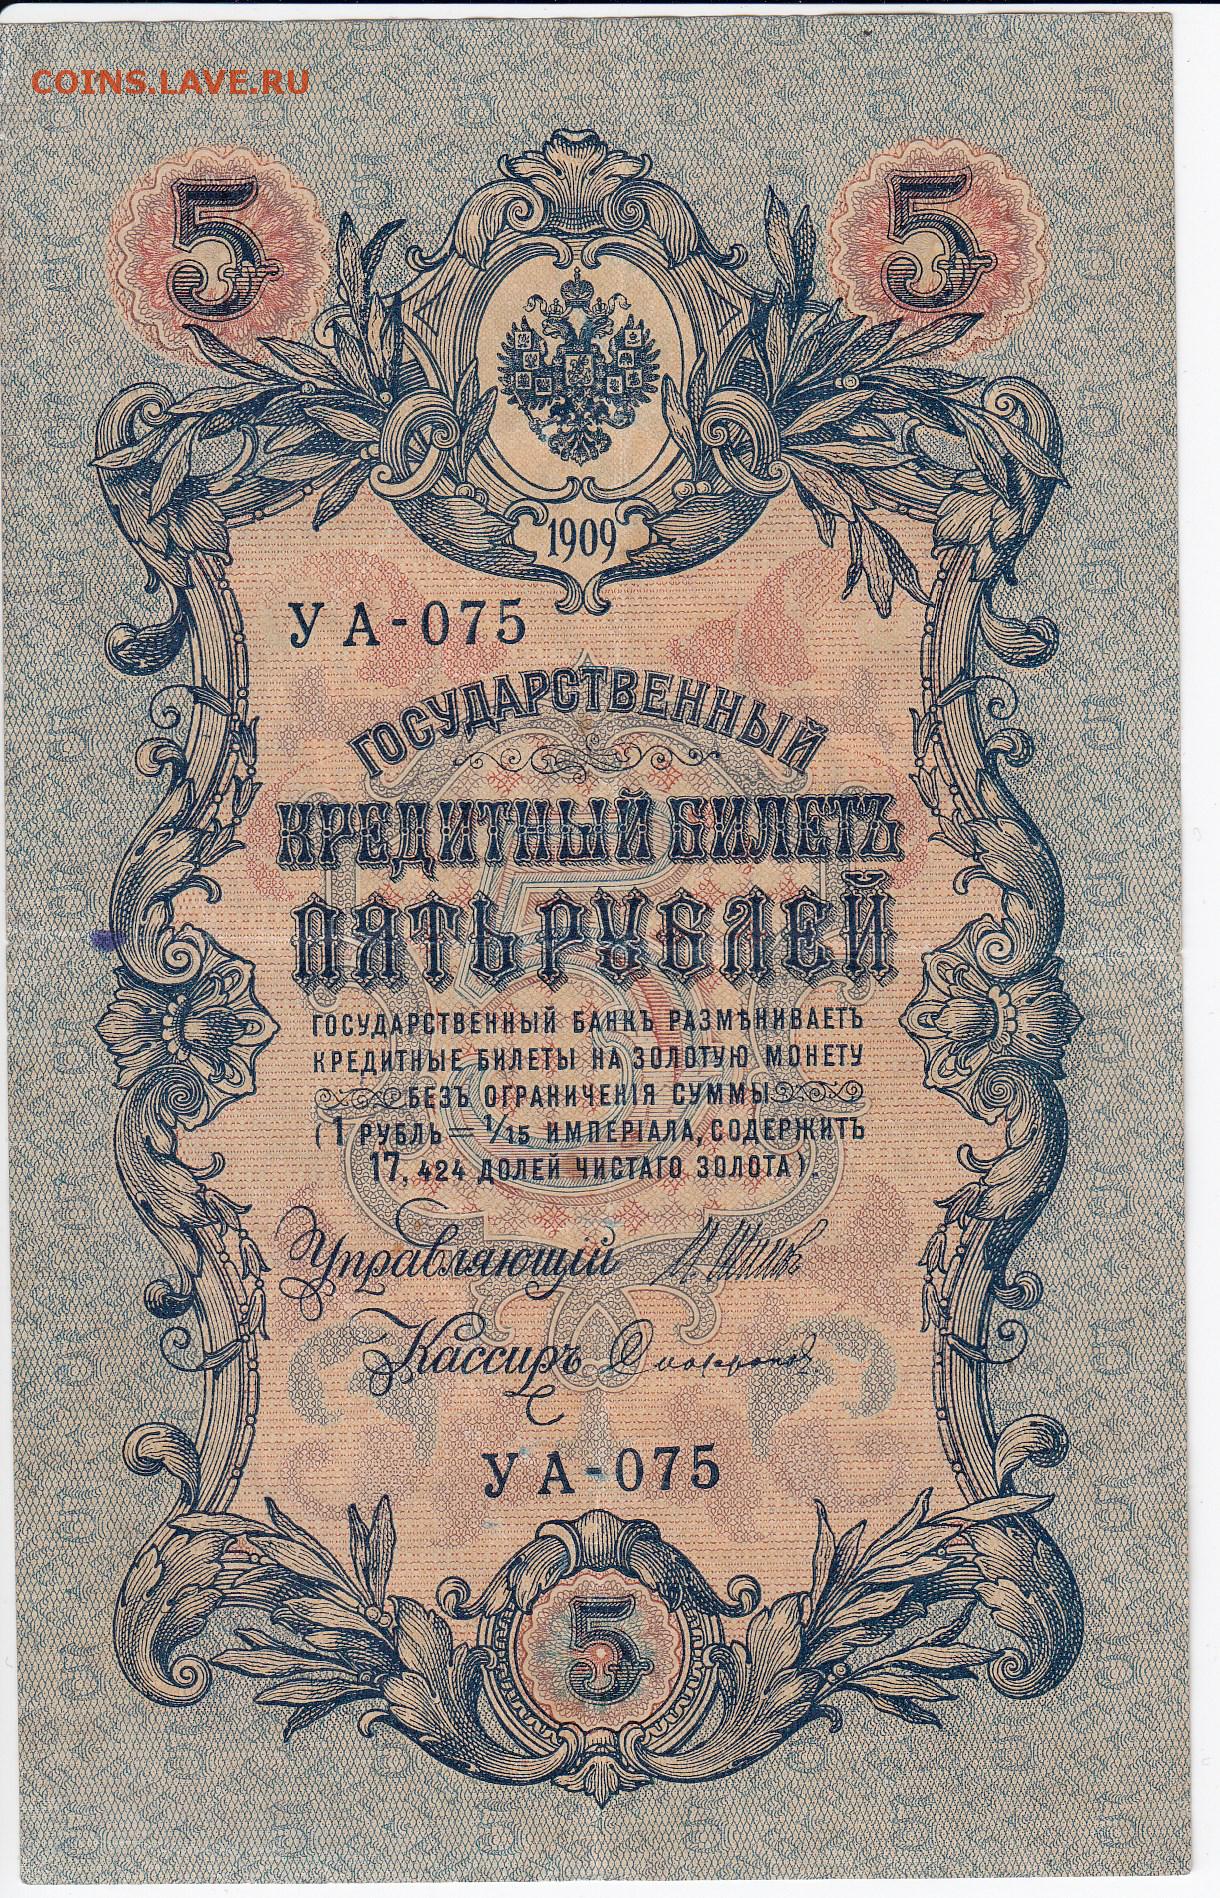 COINS.LAVE.RU
5 5
1909
УА-075
ГОСУДАРСТВЕННЫЙ
КРЕДИТНЫЙ БИЛЕТЪ
ПЯТЬ РУБЛЕЙ
ГОСУДАРСТВЕННЫЙ БАНКЪ РАЗМѢНИВАЕТЪ
КРЕДИТНЫЕ БИЛЕТЫ НА ЗОЛОТУЮ МОНЕТУ
БЕЗЪ ОГРАНИЧЕНІЯ СУММЫ
(1 РУБЛЬ = 1/15 ИМПЕРІАЛА, СОДЕРЖИТЪ
17,424 ДОЛЕЙ ЧИСТАГО ЗОЛОТА).
Управляющій И. Шиповъ
Кассиръ
УА-075
5